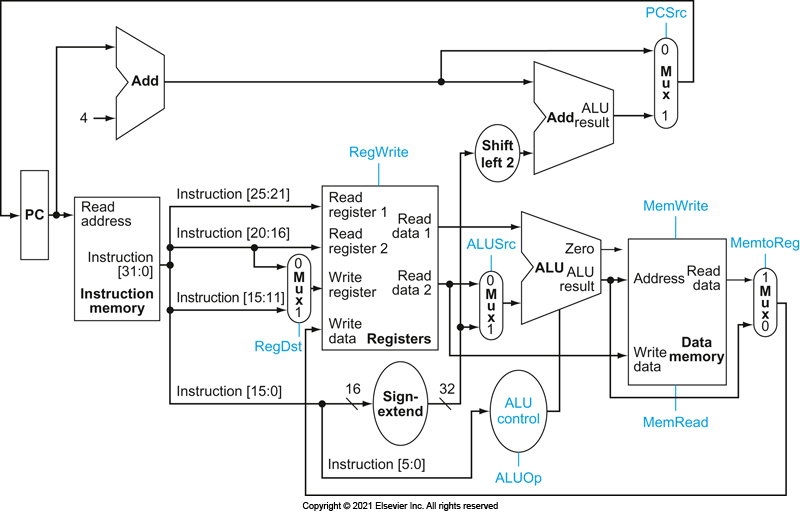 PCSrc
0
M
u
x
1
Add
4
Add
ALU
result
Shift
left 2
RegWrite
PC
Read
address
Instruction
[31:0]
Instruction
memory
Instruction [25:21]
Instruction [20:16]
Instruction [15:11]
0
M
u
x
1
RegDst
Read
register 1
Read
register 2
Write
register
Write
data
Read
data 1
Read
data 2
Registers
ALUSrc
0
M
u
x
1
Zero
ALU
ALU
result
MemWrite
Address
Read
data
Write
data
Data
memory
MemRead
MemtoReg
1
M
u
x
0
Instruction [15:0]
16
Sign-
extend
32
ALU
control
ALUOp
Instruction [5:0]
Copyright © 2021 Elsevier Inc. All rights reserved